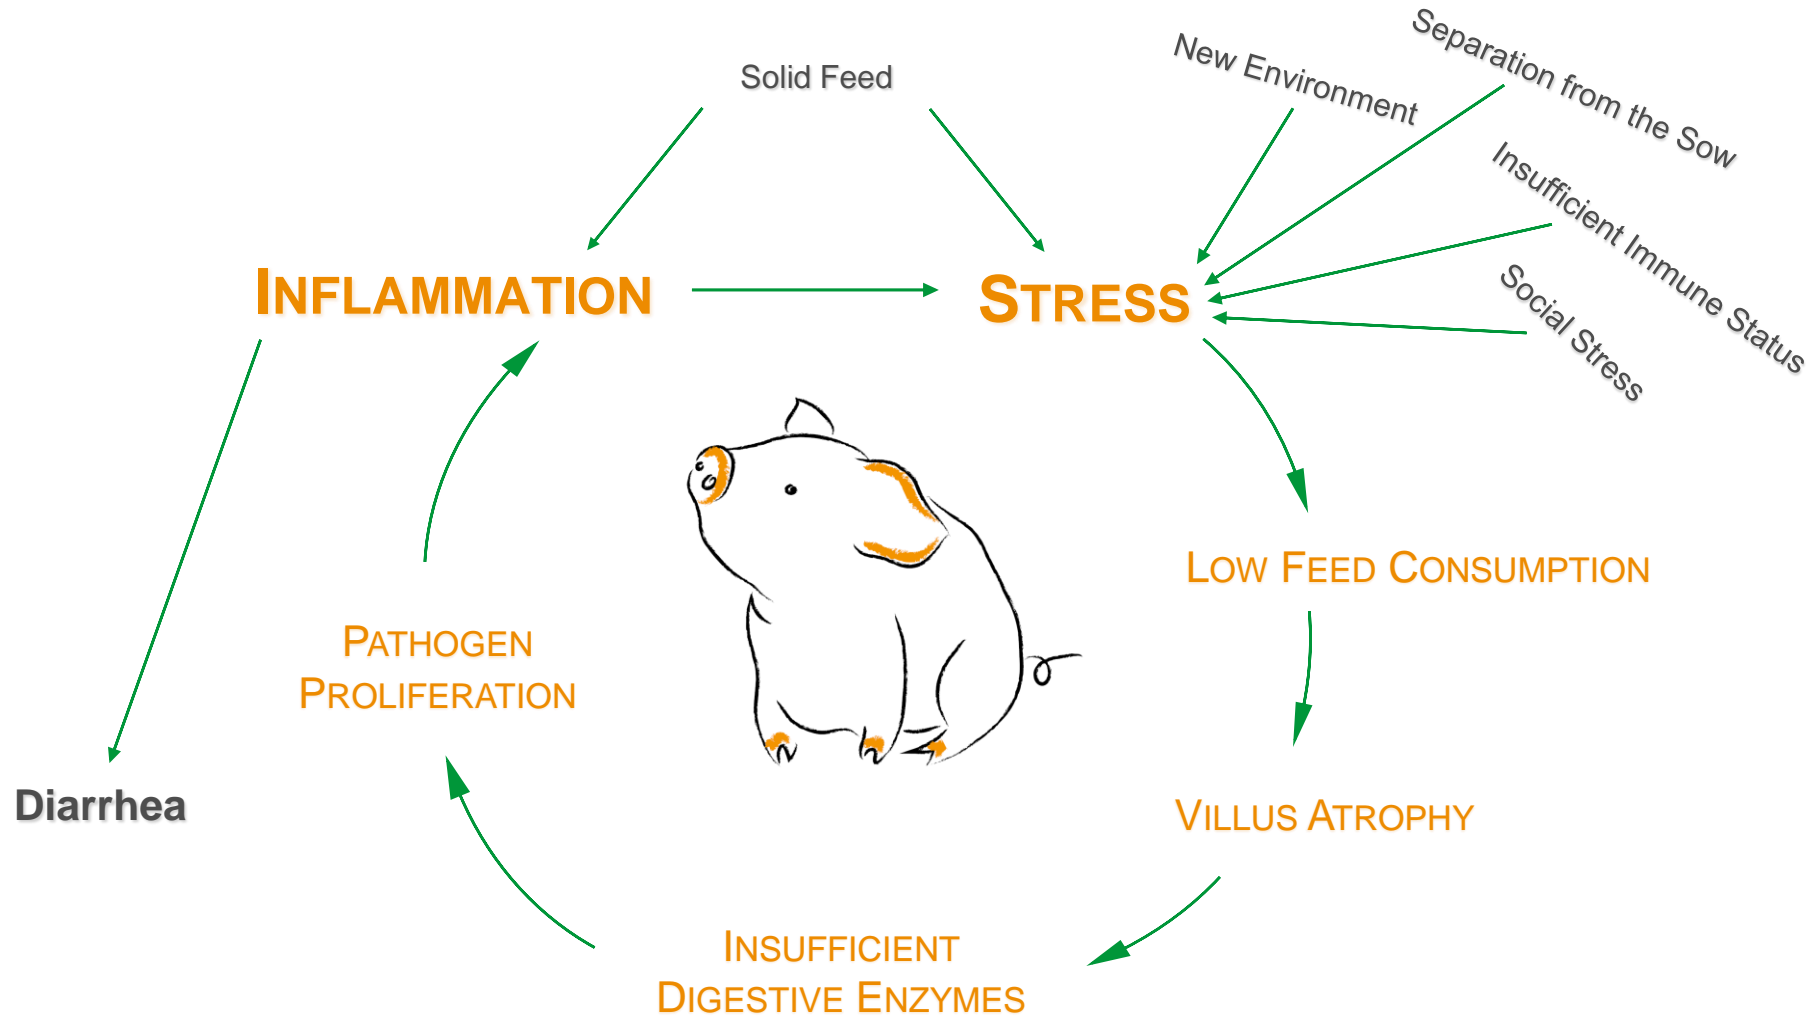 Solid Feed
New Environment
Separation from the Sow
Insufficient Immune Status
Social Stress
INFLAMMATION
STRESS
LOW FEED CONSUMPTION
VILLUS ATROPHY
INSUFFICIENT
DIGESTIVE ENZYMES
PATHOGEN
PROLIFERATION
Diarrhea